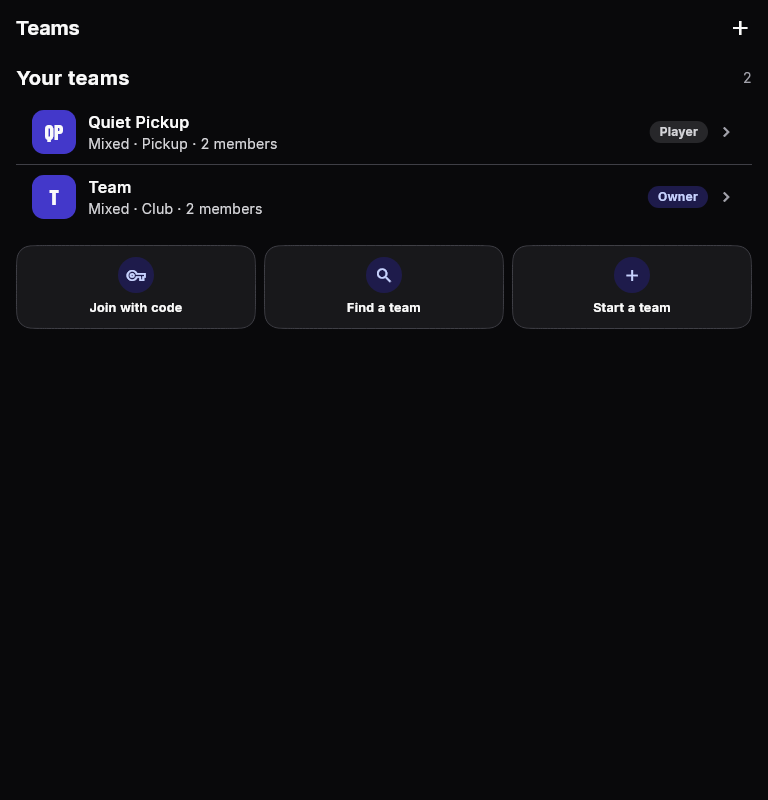 Teams
Your teams
2
QP
Quiet Pickup
Mixed · Pickup · 2 members
Player
T
Team
Mixed · Club · 2 members
Owner
Join with code
Find a team
Start a team